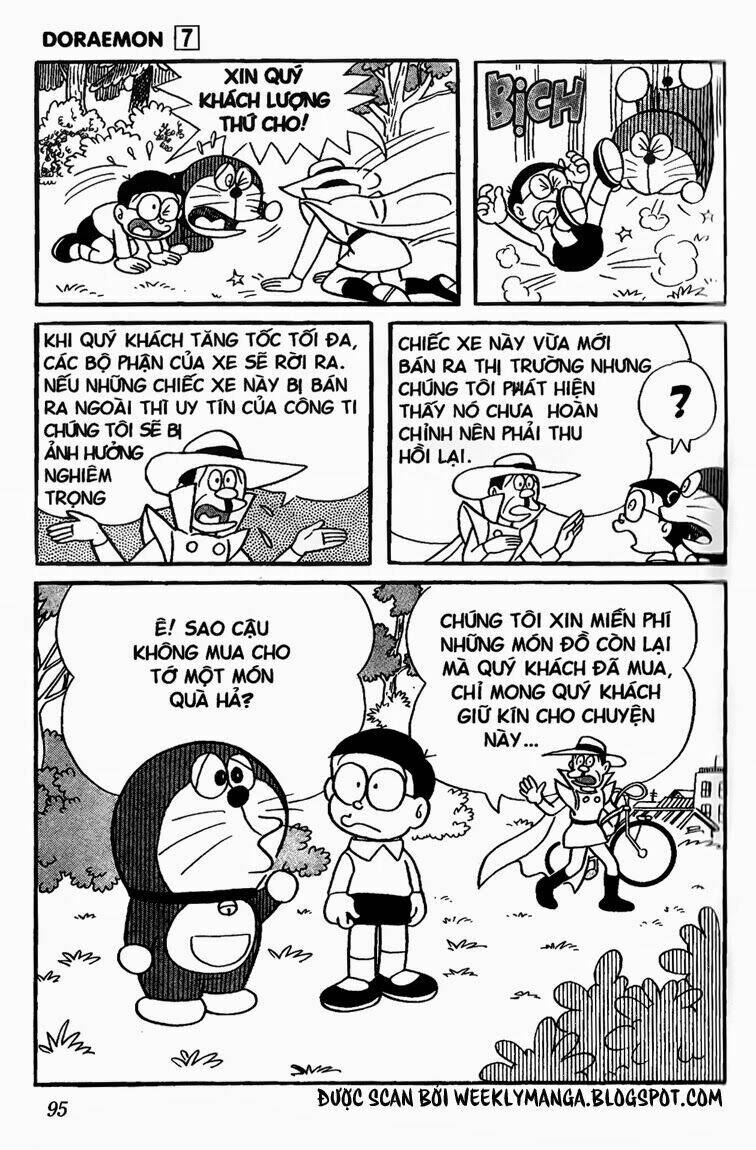 DORAEMON 7
BỊCH
XIN QUÝ
KHÁCH LƯỢNG
THỨ CHO!
CHIẾC XE NÀY VỪA MỚI
BÁN RA THỊ TRƯỜNG NHƯNG
CHÚNG TÔI PHÁT HIỆN
THẤY NÓ CHƯA HOÀN
CHỈNH NÊN PHẢI THU
HỒI LẠI.
?
KHI QUÝ KHÁCH TĂNG TỐC TỐI ĐA,
CÁC BỘ PHẬN CỦA XE SẼ RỜI RA.
NẾU NHỮNG CHIẾC XE NÀY BỊ BÁN
RA NGOÀI THÌ UY TÍN CỦA CÔNG TI
CHÚNG TÔI SẼ BỊ
ẢNH HƯỞNG
NGHIÊM
TRỌNG
CHÚNG TÔI XIN MIỄN PHÍ
NHỮNG MÓN ĐỒ CÒN LẠI
MÀ QUÝ KHÁCH ĐÃ MUA,
CHỈ MONG QUÝ KHÁCH
GIỮ KÍN CHO CHUYỆN
NÀY...
Ê! SAO CẬU
KHÔNG MUA CHO
TỚ MỘT MÓN
QUÀ HẢ?
95
ĐƯỢC SCAN BỞI WEEKLYMANGA.BLOGSPOT.COM